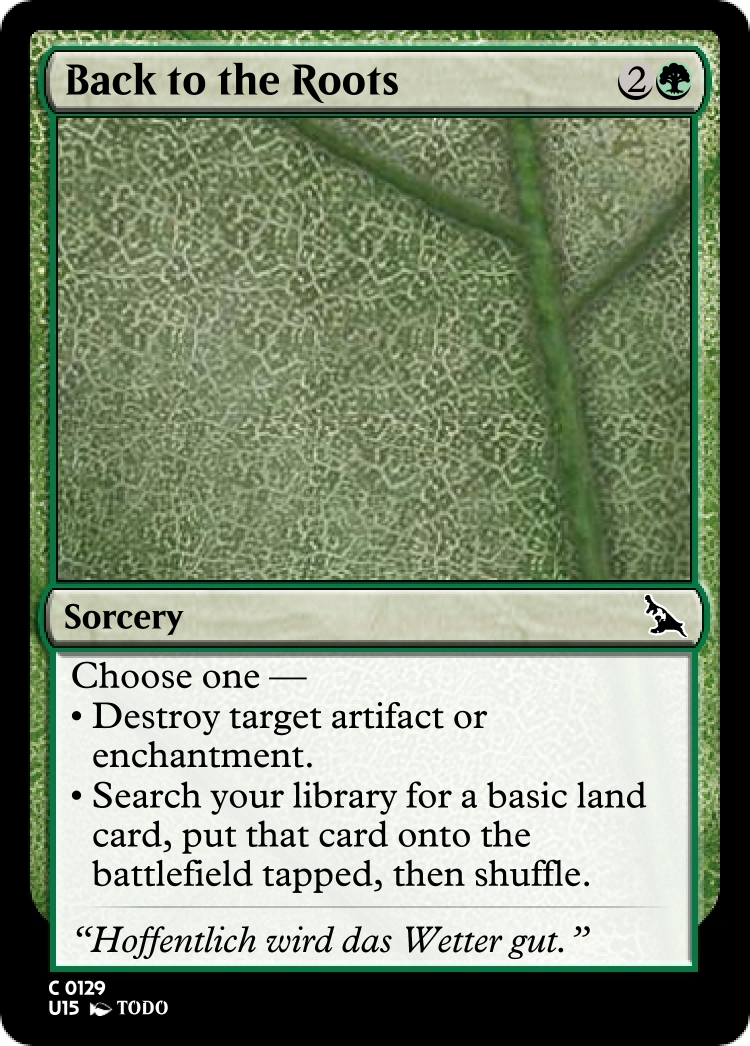 Back to the Roots 2
Sorcery
Choose one —
• Destroy target artifact or
enchantment.
• Search your library for a basic land
card, put that card onto the
battlefield tapped, then shuffle.
“Hoffentlich wird das Wetter gut.”
C 0129
U15 TODO